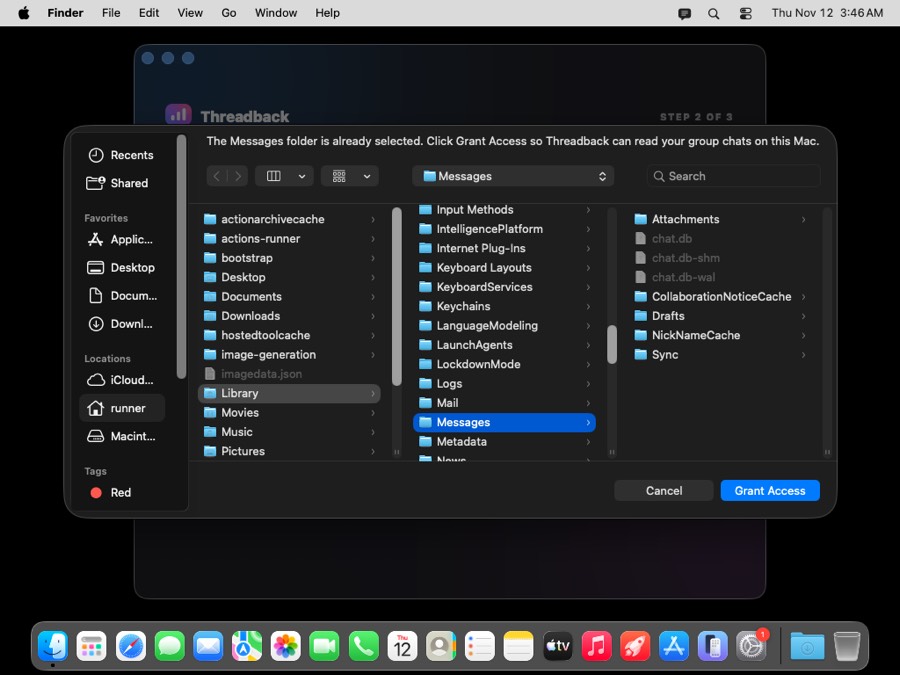 Finder File Edit View Go Window Help Thu Nov 12 3:46 AM
Threadback
STEP 2 OF 3
The Messages folder is already selected. Click Grant Access so Threadback can read your group chats on this Mac.
Messages
Search
Recents
Shared
Favorites
Applic...
Desktop
Docum...
Downl...
Locations
iCloud...
runner
Macint...
Tags
Red
actionarchivecache
actions-runner
bootstrap
Desktop
Documents
Downloads
hostedtoolcache
image-generation
imagedata.json
Library
Movies
Music
Pictures
Input Methods
IntelligencePlatform
Internet Plug-Ins
Keyboard Layouts
KeyboardServices
Keychains
LanguageModeling
LaunchAgents
LockdownMode
Logs
Mail
Messages
Metadata
News
Attachments
chat.db
chat.db-shm
chat.db-wal
CollaborationNoticeCache
Drafts
NickNameCache
Sync
Cancel
Grant Access
Thu
12
tv
1